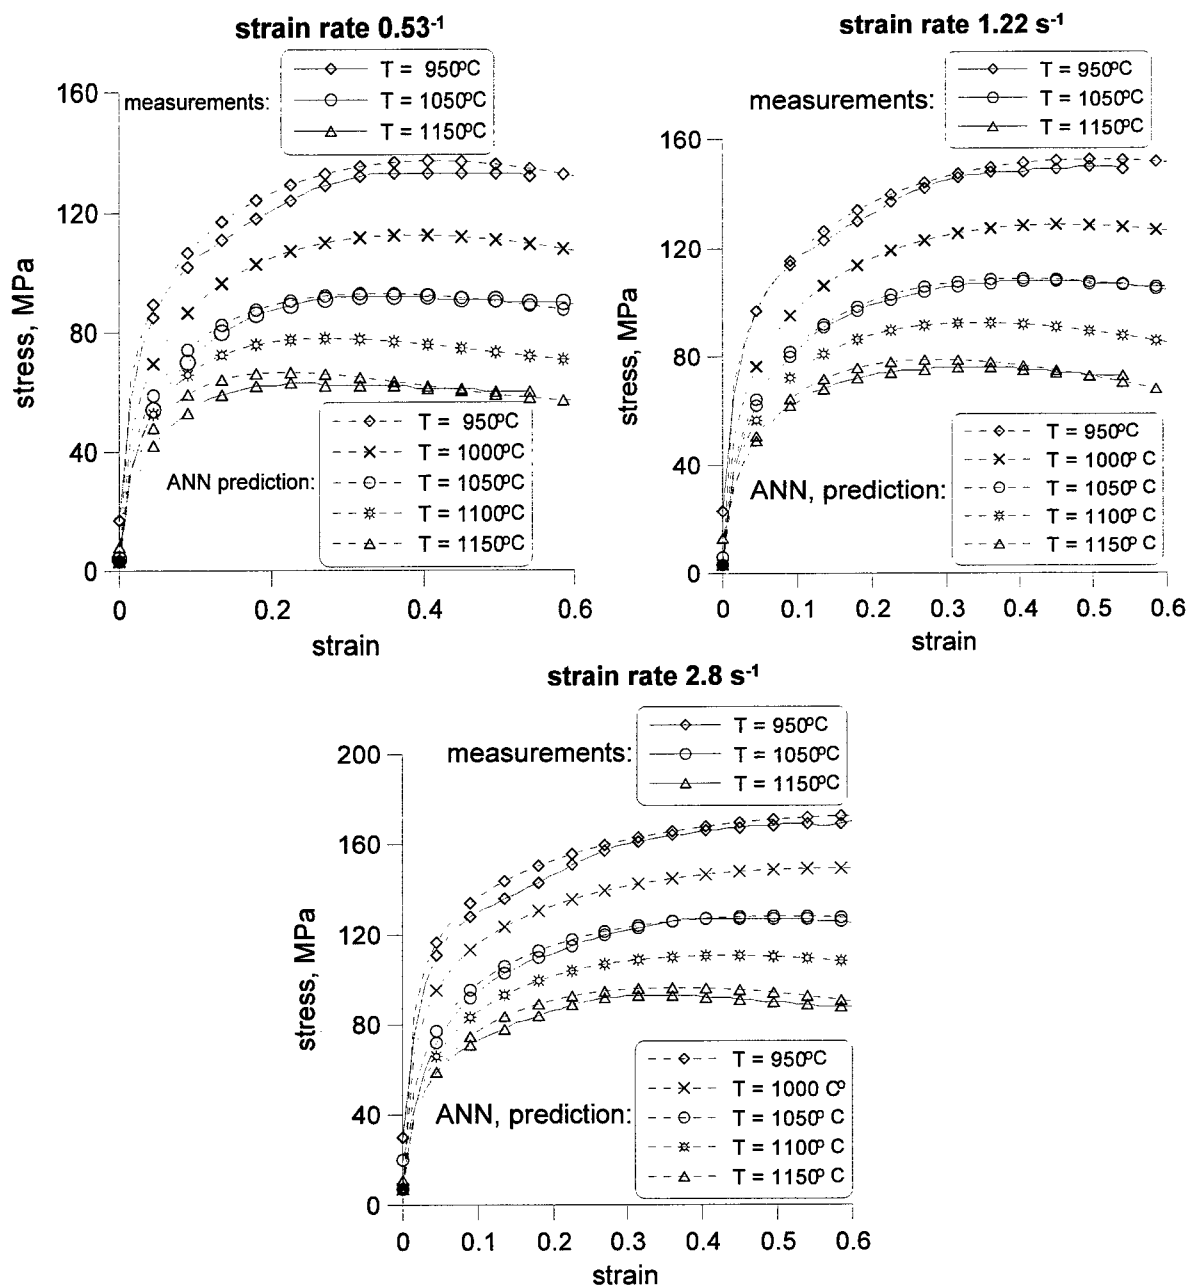 strain rate 0.53-1
measurements:
T = 950ºC
T = 1050ºC
T = 1150ºC
160
120
80
40
0
stress, MPa
ANN prediction:
T = 950ºC
T = 1000ºC
T = 1050ºC
T = 1100ºC
T = 1150ºC
0 0.2 0.4 0.6
strain
strain rate 1.22 s-1
measurements:
T = 950ºC
T = 1050ºC
T = 1150ºC
160
120
80
40
0
stress, MPa
ANN, prediction:
T = 950ºC
T = 1000º C
T = 1050º C
T = 1100º C
T = 1150º C
0 0.1 0.2 0.3 0.4 0.5 0.6
strain
strain rate 2.8 s-1
measurements:
T = 950ºC
T = 1050ºC
T = 1150ºC
200
160
120
80
40
0
stress, MPa
ANN, prediction:
T = 950ºC
T = 1000 Cº
T = 1050º C
T = 1100º C
T = 1150º C
0 0.1 0.2 0.3 0.4 0.5 0.6
strain